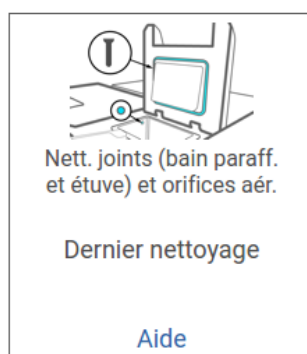 Nett. joints (bain paraff.
et étuve) et orifices aér.
Dernier nettoyage
Aide